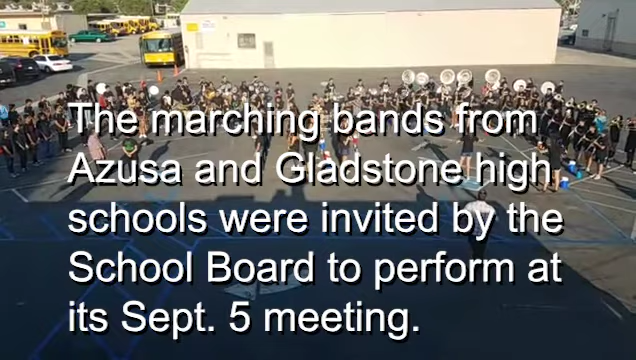 The marching bands from
Azusa and Gladstone high
schools were invited by the
School Board to perform at
its Sept. 5 meeting.